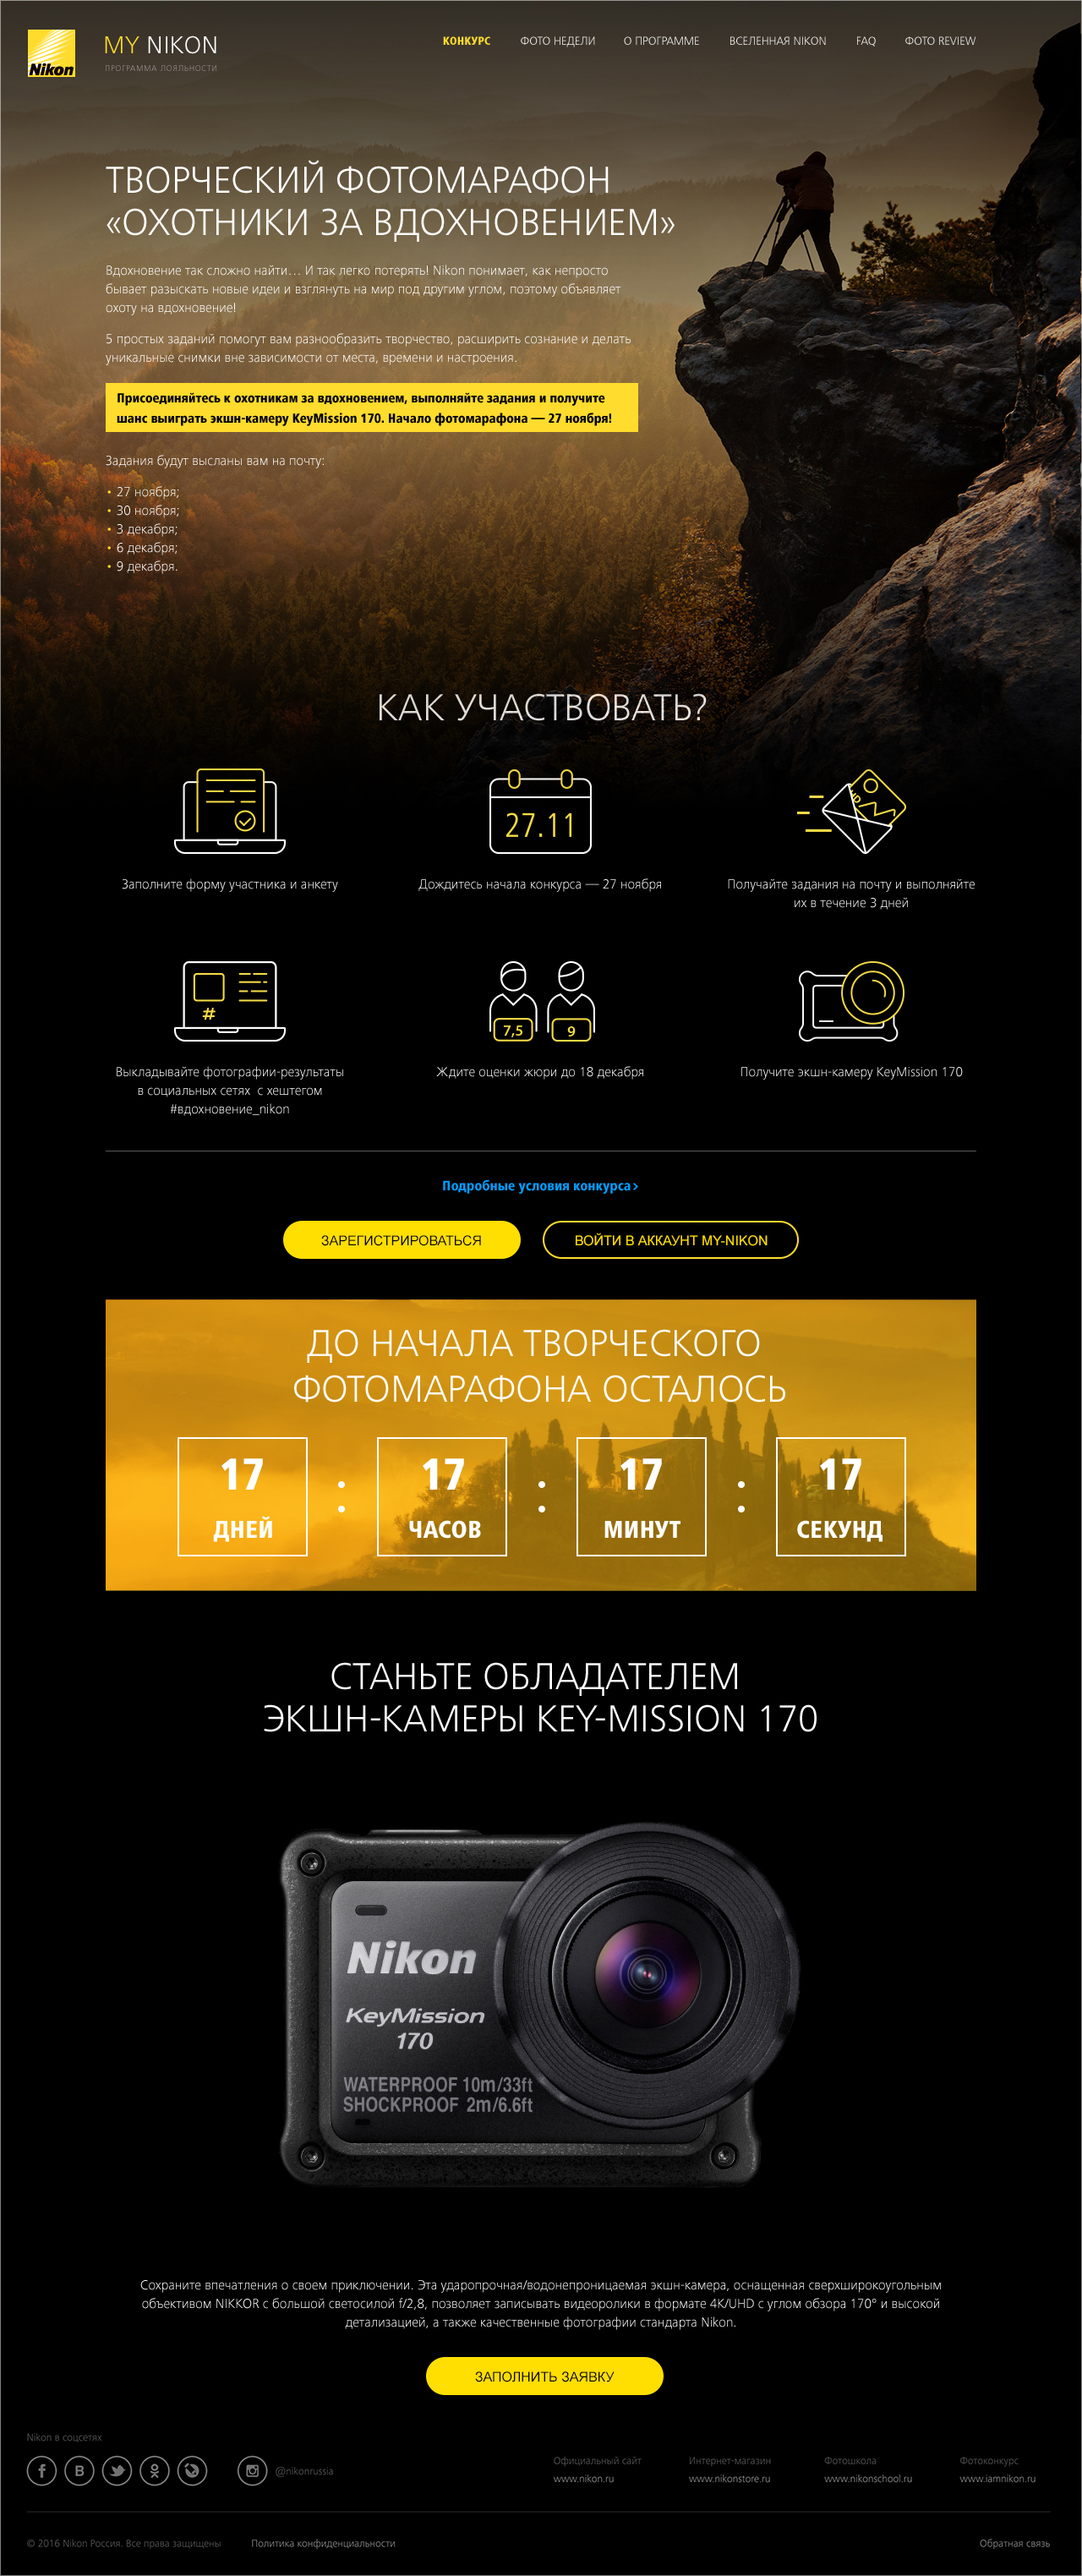 Nikon
MY NIKON
ПРОГРАММА ЛОЯЛЬНОСТИ
КОНКУРС
ФОТО НЕДЕЛИ
О ПРОГРАММЕ
ВСЕЛЕННАЯ NIKON
FAQ
ФОТО REVIEW
ТВОРЧЕСКИЙ ФОТОМАРАФОН
«ОХОТНИКИ ЗА ВДОХНОВЕНИЕМ»
Вдохновение так сложно найти… И так легко потерять! Nikon понимает, как непросто
бывает разыскать новые идеи и взглянуть на мир под другим углом, поэтому объявляет
охоту на вдохновение!
5 простых заданий помогут вам разнообразить творчество, расширить сознание и делать
уникальные снимки вне зависимости от места, времени и настроения.
Присоединяйтесь к охотникам за вдохновением, выполняйте задания и получите
шанс выиграть экшн-камеру KeyMission 170. Начало фотомарафона — 27 ноября!
Задания будут высланы вам на почту:
• 27 ноября;
• 30 ноября;
• 3 декабря;
• 6 декабря;
• 9 декабря.
КАК УЧАСТВОВАТЬ?
27.11
Заполните форму участника и анкету
Дождитесь начала конкурса — 27 ноября
Получайте задания на почту и выполняйте
их в течение 3 дней
#
7,5
9
Выкладывайте фотографии-результаты
в социальных сетях с хештегом
#вдохновение_nikon
Ждите оценки жюри до 18 декабря
Получите экшн-камеру KeyMission 170
Подробные условия конкурса›
ЗАРЕГИСТРИРОВАТЬСЯ
ВОЙТИ В АККАУНТ MY-NIKON
ДО НАЧАЛА ТВОРЧЕСКОГО
ФОТОМАРАФОНА ОСТАЛОСЬ
17 : 17 : 17 : 17
ДНЕЙ ЧАСОВ МИНУТ СЕКУНД
СТАНЬТЕ ОБЛАДАТЕЛЕМ
ЭКШН-КАМЕРЫ KEY-MISSION 170
Nikon
KeyMission
170
WATERPROOF 10m/33ft
SHOCKPROOF 2m/6.6ft
Сохраните впечатления о своем приключении. Эта ударопрочная/водонепроницаемая экшн-камера, оснащенная сверхшироко­угольным
объективом NIKKOR с большой светосилой f/2,8, позволяет записывать видеоролики в формате 4K/UHD с углом обзора 170° и высокой
детализацией, а также качественные фотографии стандарта Nikon.
ЗАПОЛНИТЬ ЗАЯВКУ
Nikon в соцсетях
@nikonrussia
Официальный сайт
www.nikon.ru
Интернет-магазин
www.nikonstore.ru
Фотошкола
www.nikonschool.ru
Фотоконкурс
www.iamnikon.ru
© 2016 Nikon Россия. Все права защищены
Политика конфиденциальности
Обратная связь